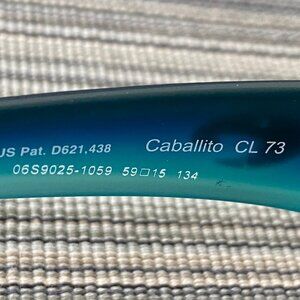 US Pat. D621,438 Caballito CL 73
06S9025-1059 59□15 134